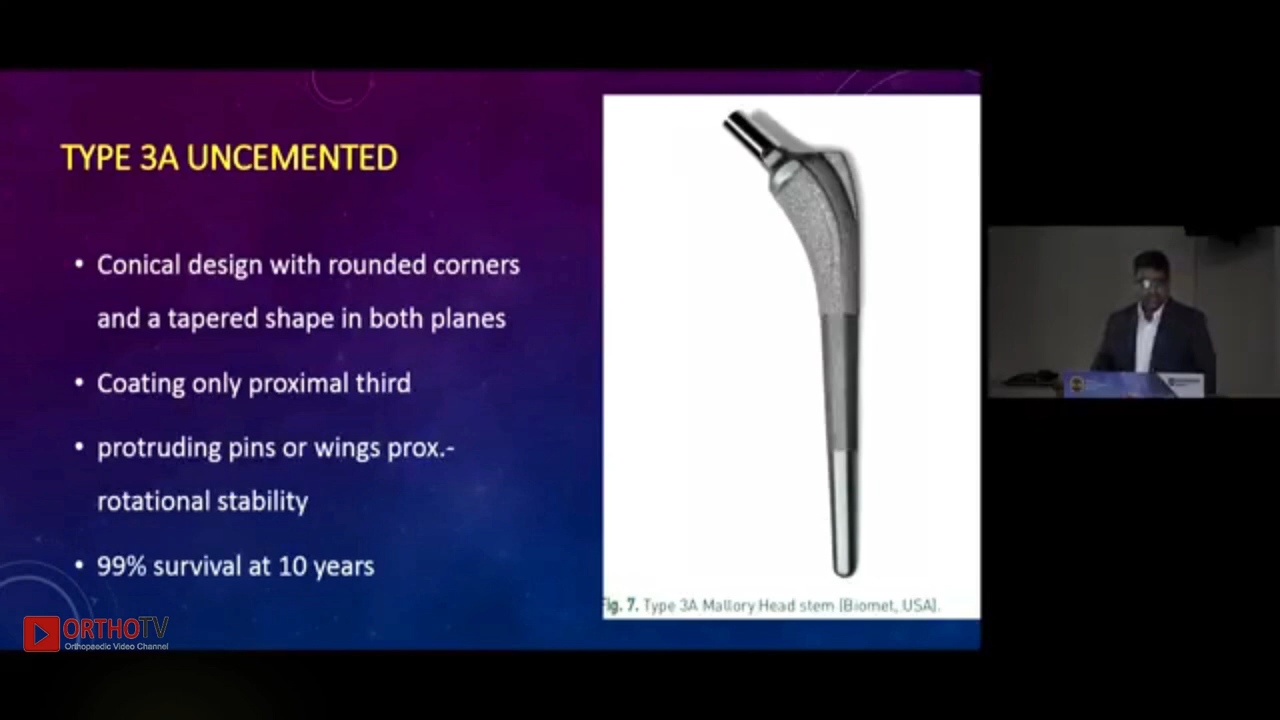 TYPE 3A UNCEMENTED
• Conical design with rounded corners
and a tapered shape in both planes
• Coating only proximal third
• protruding pins or wings prox.-
rotational stability
• 99% survival at 10 years
Fig. 7. Type 3A Mallory Head stem [Biomet, USA].
ORTHOTV
Orthopaedic Video Channel